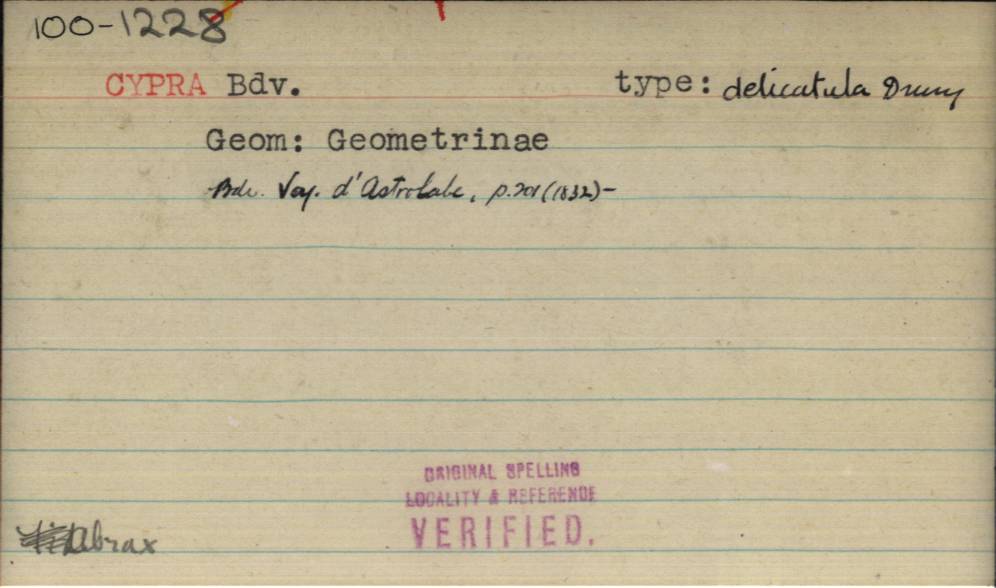 100-1228
CYPRA Bdv. type: delicatula Drury
Geom: Geometrinae
Bdv. Voy. d'Astrolabe, p.201 (1832)-
ORIGINAL SPELLING
LOCALITY & REFERENCE
VERIFIED.
Abrax